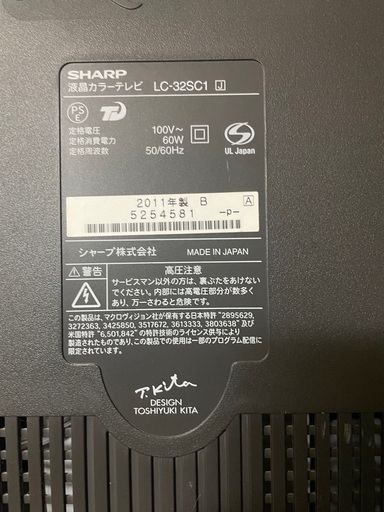 SHARP
液晶カラーテレビ LC-32SC1 J
PSE
定格電圧 100V～
定格消費電力 60W
定格周波数 50/60Hz
UL Japan
2011年製 B A
5254581 -P-
シャープ株式会社 MADE IN JAPAN
⚠警告 高圧注意
サービスマン以外の方は、裏ぶたをあけないでください。内部には高電圧部分が数多くあり、万一さわると危険です。
この製品は、マクロヴィジョン社が保有する日本特許 "2895629,
3272363, 3425850, 3517672, 3613333, 3803638" 及び
米国特許 "6,501,842" の特許技術のライセンス供与により
製造されたもので、この製品の使用は一部のプログラム配信に
限定されています。
T.Kita
DESIGN
TOSHIYUKI KITA